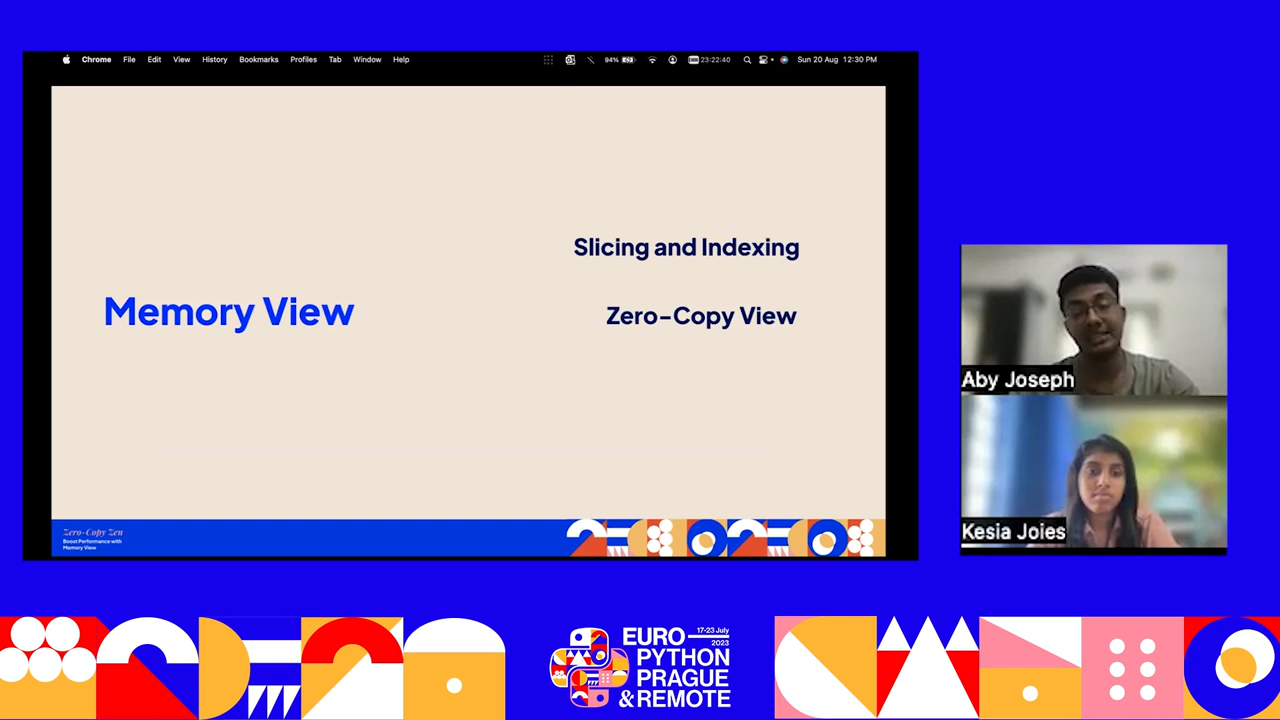 Chrome File Edit View History Bookmarks Profiles Tab Window Help 94% 23:22:40 Sun 20 Aug 12:30 PM
Slicing and Indexing
Memory View
Zero-Copy View
Zero-Copy Zen
Boost Performance with
Memory View
Aby Joseph
Kesia Joies
EURO 17-23 July
2023
PYTHON
PRAGUE
& REMOTE